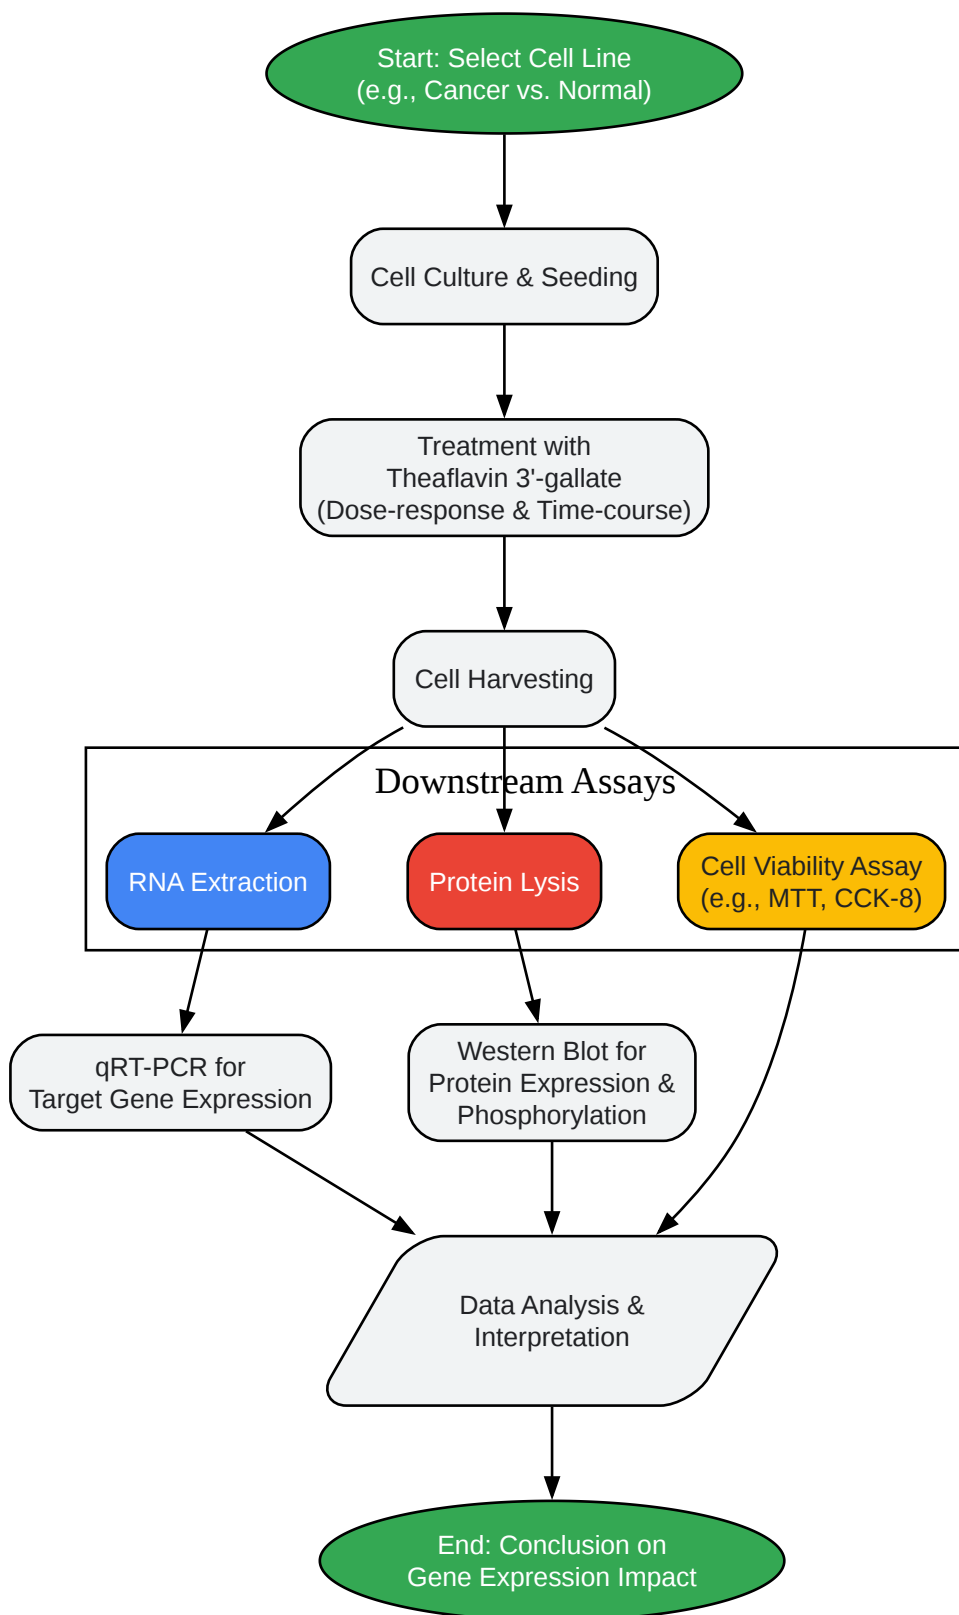 Start: Select Cell Line
(e.g., Cancer vs. Normal)
Cell Culture & Seeding
Treatment with
Theaflavin 3'-gallate
(Dose-response & Time-course)
Cell Harvesting
Downstream Assays
RNA Extraction
Protein Lysis
Cell Viability Assay
(e.g., MTT, CCK-8)
qRT-PCR for
Target Gene Expression
Western Blot for
Protein Expression &
Phosphorylation
Data Analysis &
Interpretation
End: Conclusion on
Gene Expression Impact